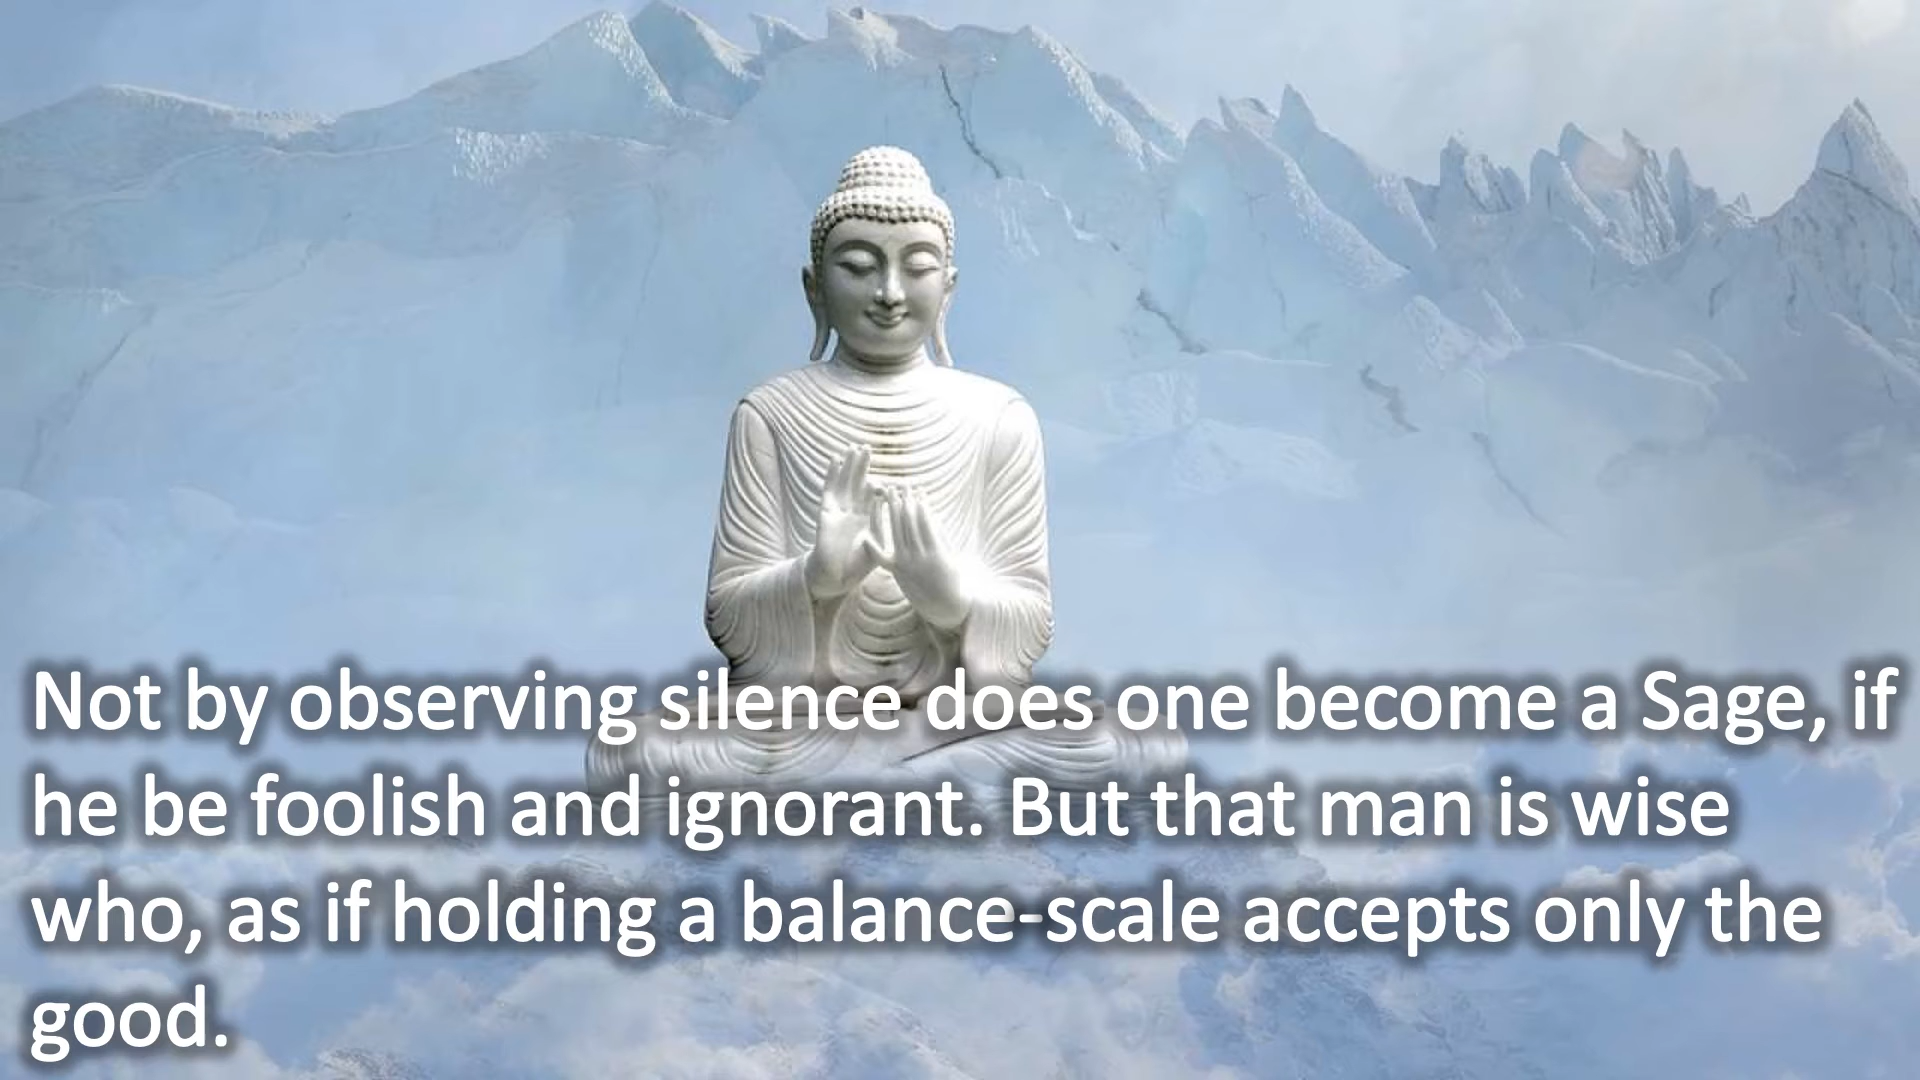 Not by observing silence does one become a Sage, if
he be foolish and ignorant. But that man is wise
who, as if holding a balance-scale accepts only the
good.